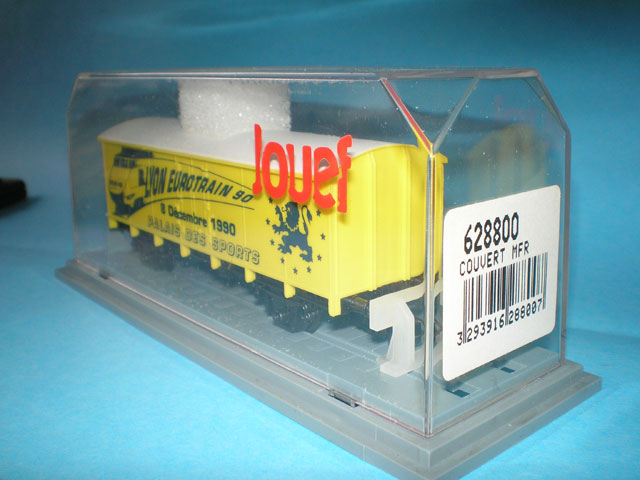 Jouef
LYON EUROTRAIN 90
8 Décembre 1990
PALAIS DES SPORTS
628800
COUVERT MFR
3 293916 288007